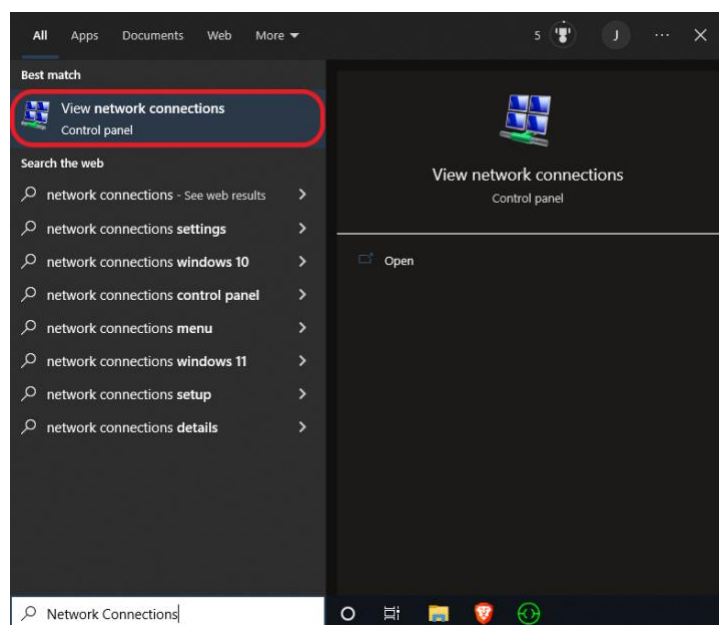 All Apps Documents Web More 5 J ...
Best match
View network connections
Control panel
Search the web
network connections - See web results
network connections settings
network connections windows 10
network connections control panel
network connections menu
network connections windows 11
network connections setup
network connections details
View network connections
Control panel
Open
Network Connections